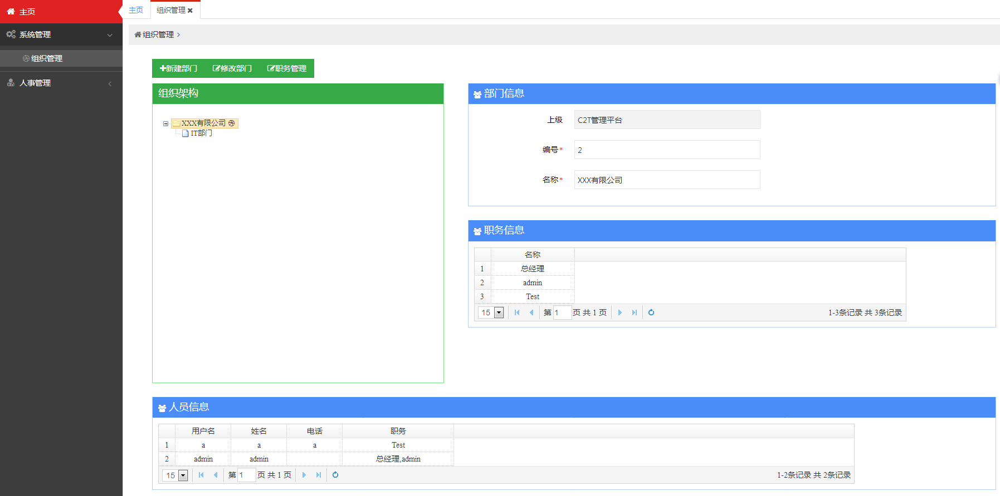 主页
系统管理
组织管理
人事管理
主页 组织管理
组织管理
新建部门 修改部门 职务管理
组织架构
XXX有限公司
IT部门
部门信息
上级 C2T管理平台
编号* 2
名称* XXX有限公司
职务信息
名称
1 总经理
2 admin
3 Test
15 第 1 页 共 1 页 1-3条记录 共 3条记录
人员信息
用户名 姓名 电话 职务
1 a a a Test
2 admin admin 总经理,admin
15 第 1 页 共 1 页 1-2条记录 共 2条记录